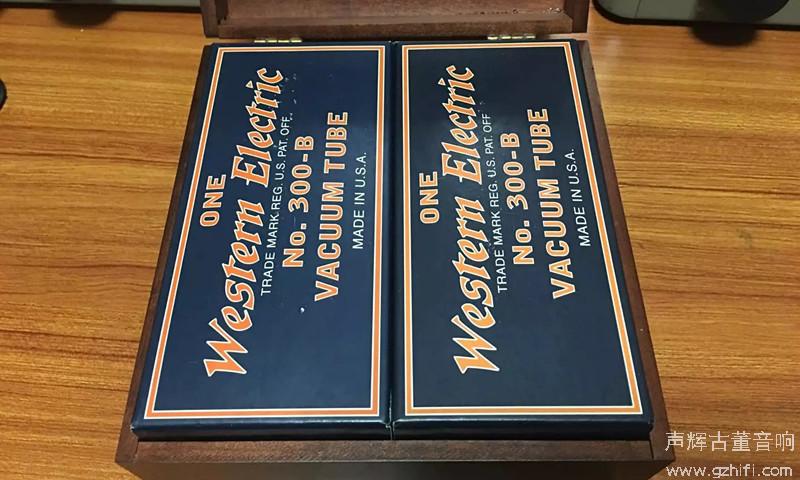 ONE
Western Electric
TRADE MARK REG. U.S. PAT. OFF.
No. 300-B
VACUUM TUBE
MADE IN U.S.A.
ONE
Western Electric
TRADE MARK REG. U.S. PAT. OFF
No. 300-B
VACUUM TUBE
MADE IN U.S.A.
声辉古董音响
www.gzhifi.com